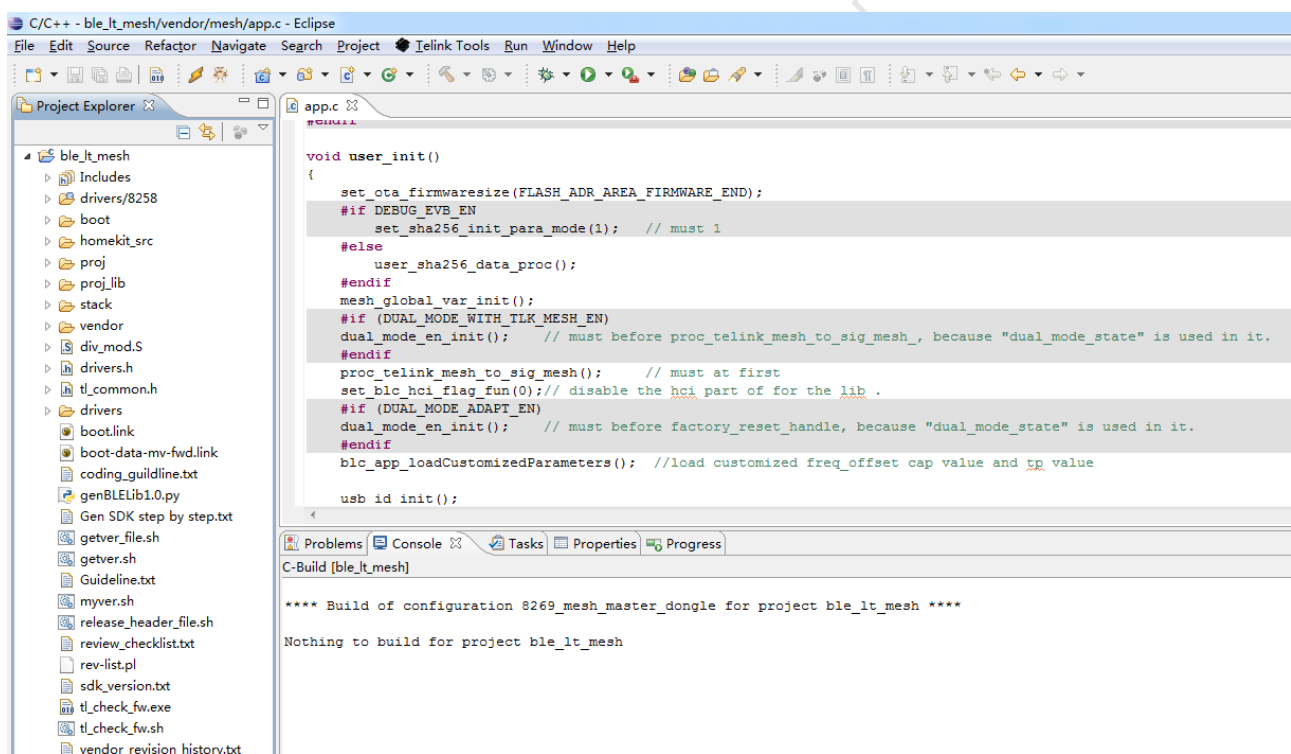 C/C++ - ble_lt_mesh/vendor/mesh/app.c - Eclipse
File Edit Source Refactor Navigate Search Project Telink Tools Run Window Help
Project Explorer
ble_lt_mesh
Includes
drivers/8258
boot
homekit_src
proj
proj_lib
stack
vendor
div_mod.S
drivers.h
tl_common.h
drivers
boot.link
boot-data-mv-fwd.link
coding_guildline.txt
genBLELib1.0.py
Gen SDK step by step.txt
getver_file.sh
getver.sh
Guideline.txt
myver.sh
release_header_file.sh
review_checklist.txt
rev-list.pl
sdk_version.txt
tl_check_fw.exe
tl_check_fw.sh
vendor_revision_history.txt
app.c
#endif
void user_init()
{
set_ota_firmwaresize(FLASH_ADR_AREA_FIRMWARE_END);
#if DEBUG_EVB_EN
set_sha256_init_para_mode(1); // must 1
#else
user_sha256_data_proc();
#endif
mesh_global_var_init();
#if (DUAL_MODE_WITH_TLK_MESH_EN)
dual_mode_en_init(); // must before proc_telink_mesh_to_sig_mesh_, because "dual_mode_state" is used in it.
#endif
proc_telink_mesh_to_sig_mesh(); // must at first
set_blc_hci_flag_fun(0);// disable the hci part of for the lib .
#if (DUAL_MODE_ADAPT_EN)
dual_mode_en_init(); // must before factory_reset_handle, because "dual_mode_state" is used in it.
#endif
blc_app_loadCustomizedParameters(); //load customized freq_offset cap value and tp value
usb_id_init();
Problems Console Tasks Properties Progress
C-Build [ble_lt_mesh]
**** Build of configuration 8269_mesh_master_dongle for project ble_lt_mesh ****
Nothing to build for project ble_lt_mesh